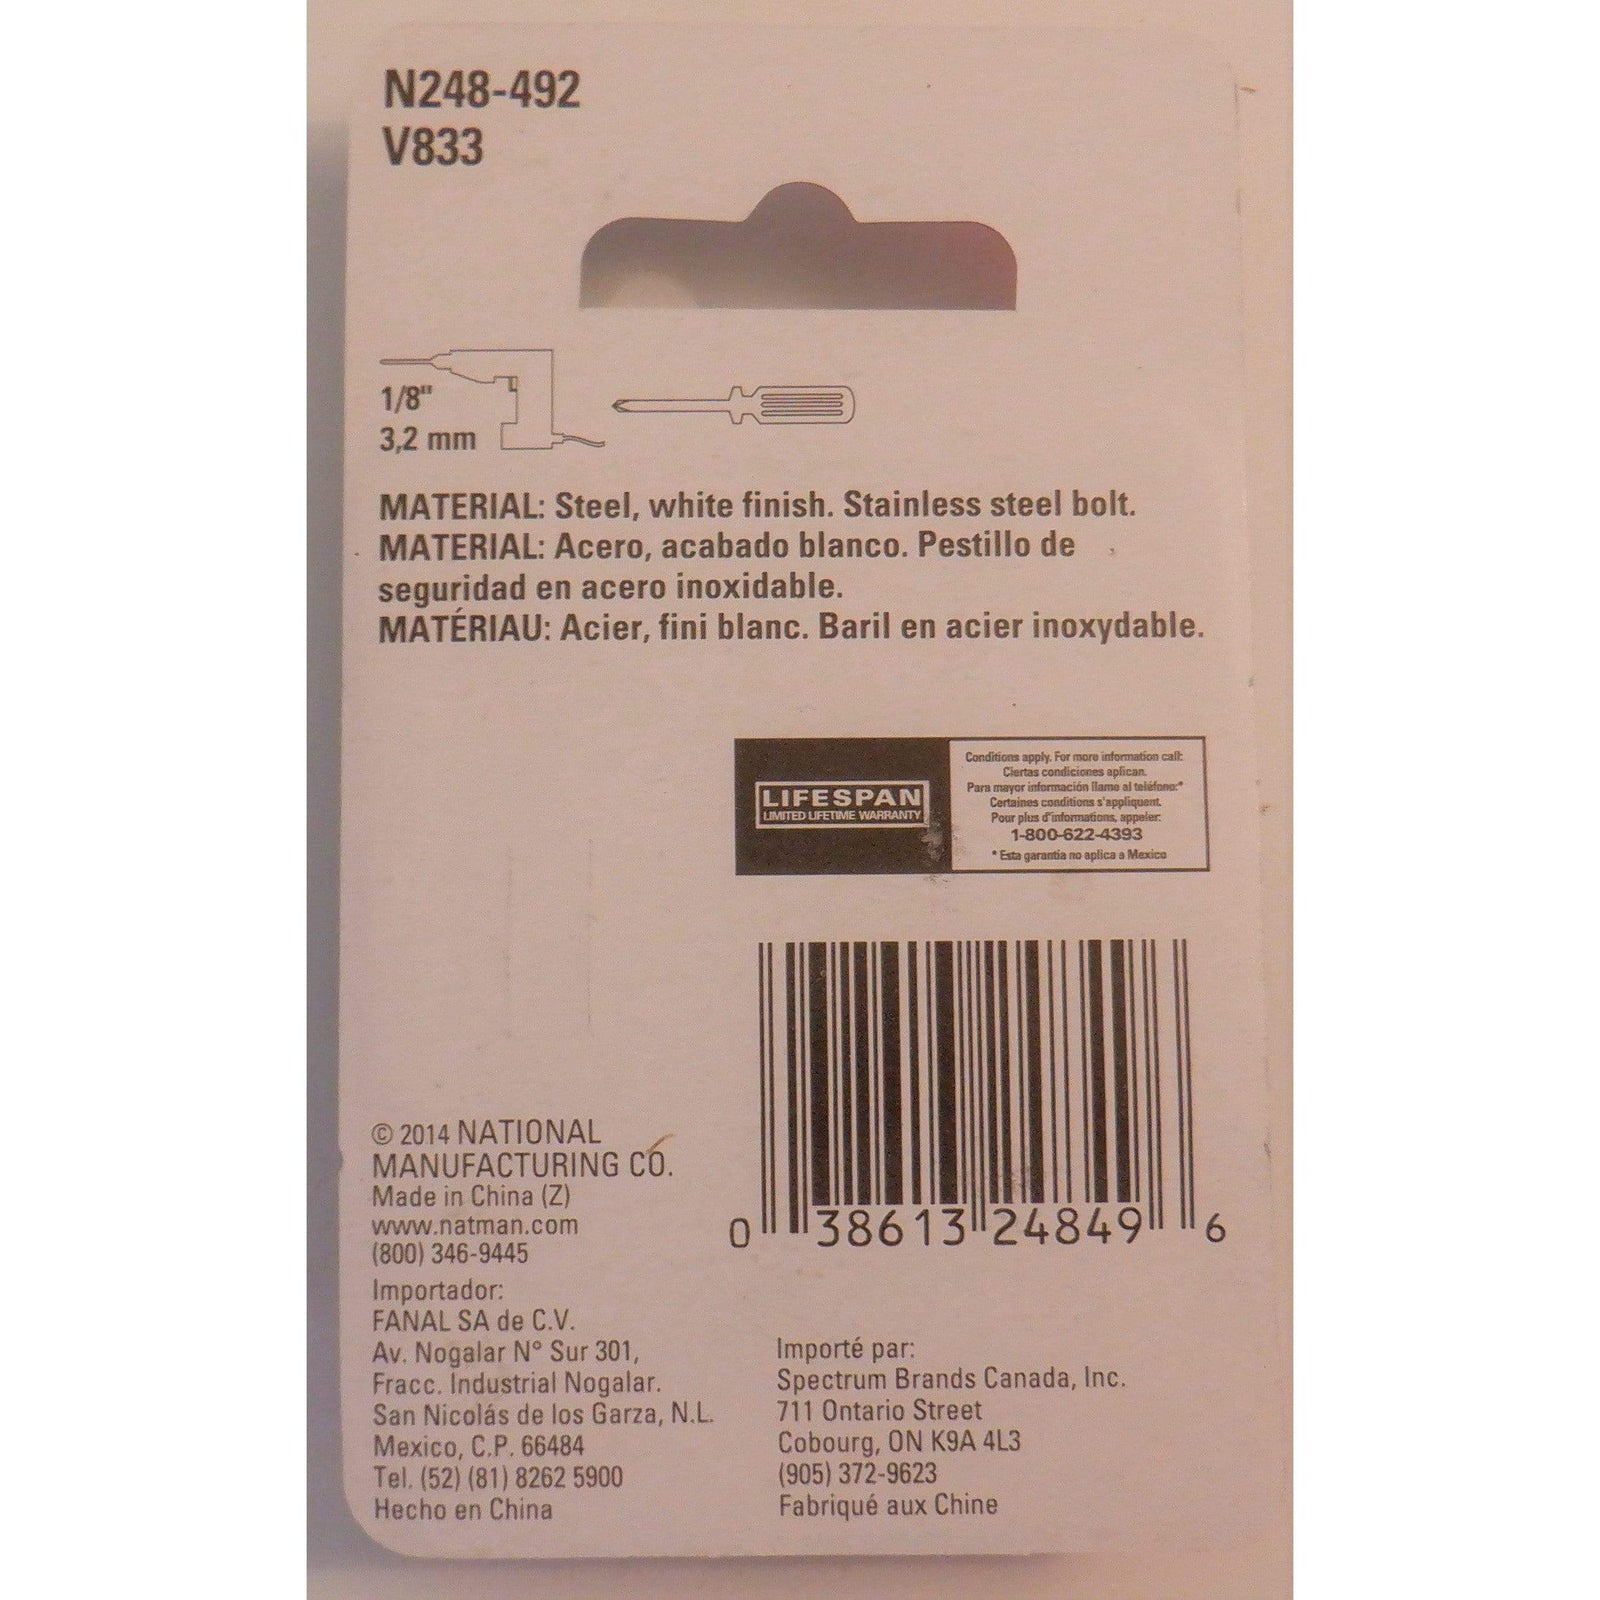 N248-492
V833
1/8"
3,2 mm
MATERIAL: Steel, white finish. Stainless steel bolt.
MATERIAL: Acero, acabado blanco. Pestillo de
seguridad en acero inoxidable.
MATÉRIAU: Acier, fini blanc. Baril en acier inoxydable.
LIFESPAN
LIMITED LIFETIME WARRANTY
Conditions apply. For more information call:
Ciertas condiciones aplican.
Para mayor información llame al teléfono:*
Certaines conditions s'appliquent.
Pour plus d'informations, appeler:
1-800-622-4393
* Esta garantía no aplica a Mexico
0 38613 24849 6
© 2014 NATIONAL
MANUFACTURING CO.
Made in China (Z)
www.natman.com
(800) 346-9445
Importador:
FANAL SA de C.V.
Av. Nogalar N° Sur 301,
Fracc. Industrial Nogalar.
San Nicolás de los Garza, N.L.
Mexico, C.P. 66484
Tel. (52) (81) 8262 5900
Hecho en China
Importé par:
Spectrum Brands Canada, Inc.
711 Ontario Street
Cobourg, ON K9A 4L3
(905) 372-9623
Fabriqué aux Chine